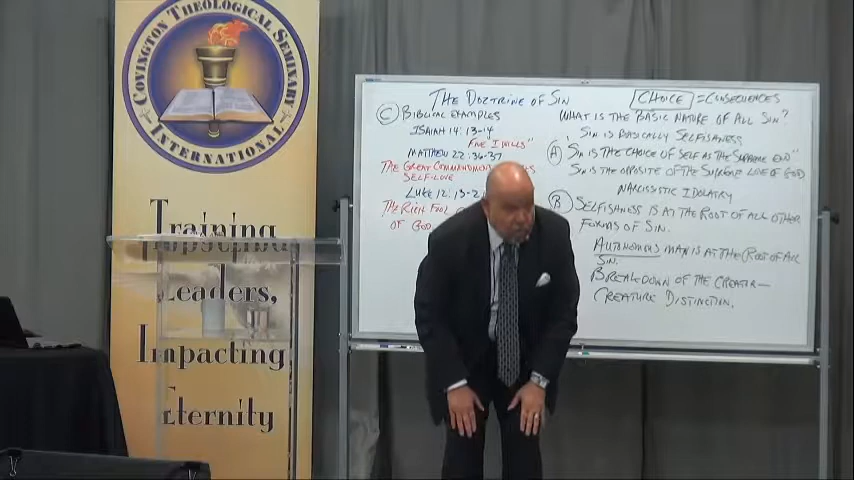 COVINGTON THEOLOGICAL SEMINARY
INTERNATIONAL
Training
Leaders,
Impacting
Eternity
THE DOCTRINE OF SIN
C BIBLICAL EXAMPLES
ISAIAH 14:13-14
FIVE I WILLS"
MATTHEW 22:36-37
THE GREAT COMMANDMENT
SELF-LOVE
LUKE 12:13-2
THE RICH FOOL
OF GOD
CHOICE = CONSEQUENCES
WHAT IS THE BASIC NATURE OF ALL SIN?
SIN IS BASICALLY SELFISHNESS
A SIN IS THE CHOICE OF SELF AS THE SUPREME END"
SIN IS THE OPPOSITE OF THE SUPREME LOVE OF GOD
NARCISSISTIC IDOLATRY
B SELFISHNESS IS AT THE ROOT OF ALL OTHER
FORMS OF SIN.
AUTONOMOUS MAN IS AT THE ROOT OF ALL
SIN.
BREAKDOWN OF THE CREATOR-
CREATURE DISTINCTION.